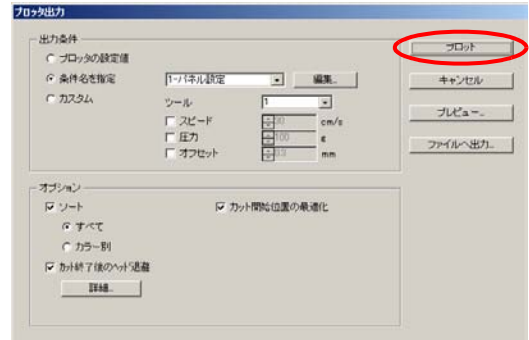 プロッタ出力
出力条件
プロッタの設定値
条件名を指定 1-パネル設定 編集...
カスタム ツール 1
スピード 30 cm/s
圧力 100 g
オフセット mm
プロット
キャンセル
プレビュー...
ファイルへ出力...
オプション
ソート カット開始位置の最適化
すべて
カラー別
カット終了後のヘッド退避
詳細...